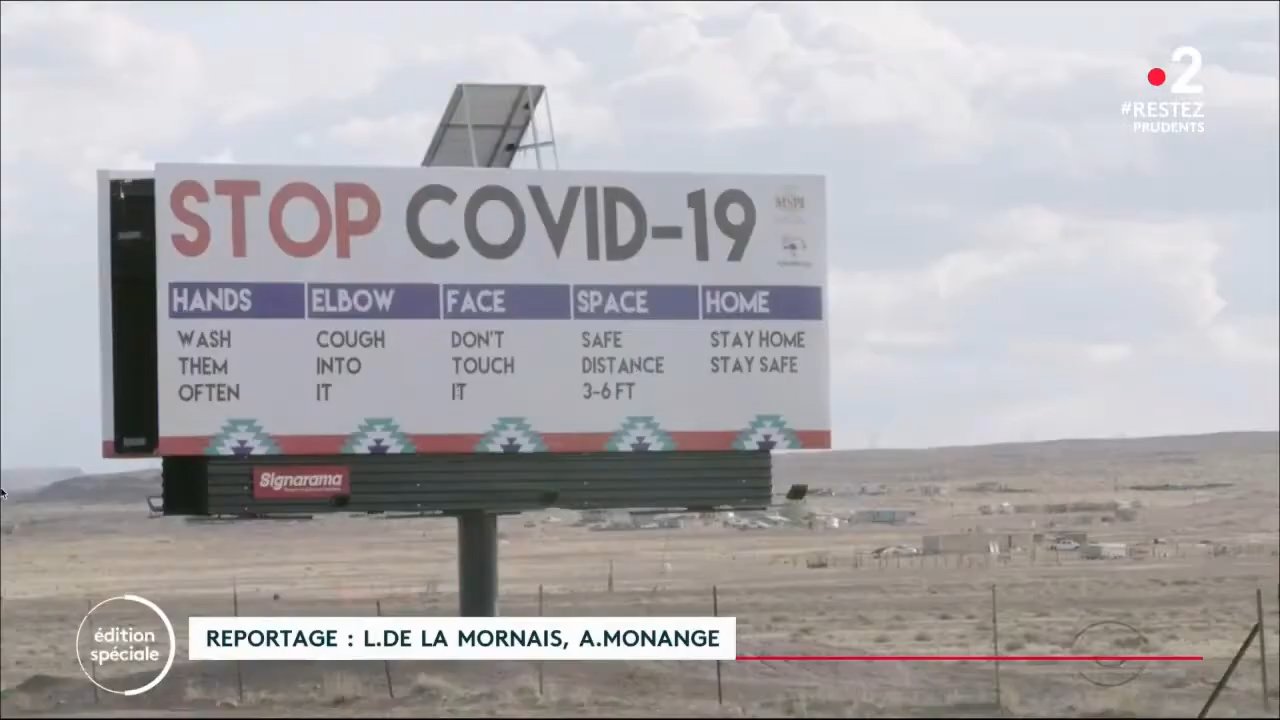 2
#RESTEZ
PRUDENTS
STOP COVID-19
HANDS ELBOW FACE SPACE HOME
WASH COUGH DON'T SAFE STAY HOME
THEM INTO TOUCH DISTANCE STAY SAFE
OFTEN IT IT 3-6 FT
Signarama
édition
spéciale
REPORTAGE : L.DE LA MORNAIS, A.MONANGE